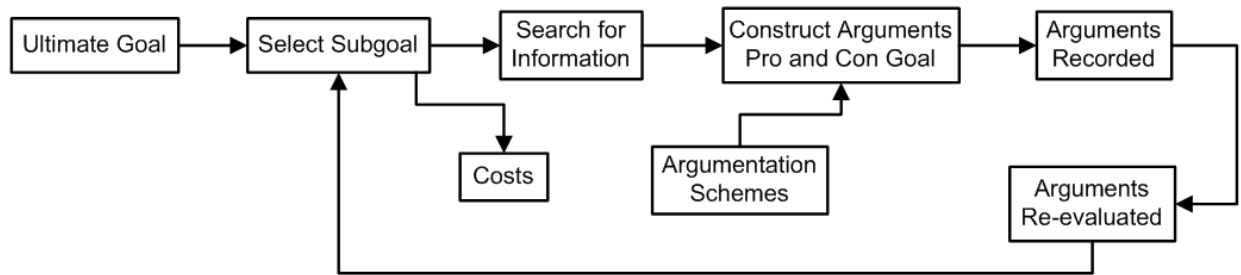 Ultimate Goal
Select Subgoal
Search for
Information
Construct Arguments
Pro and Con Goal
Arguments
Recorded
Costs
Argumentation
Schemes
Arguments
Re-evaluated